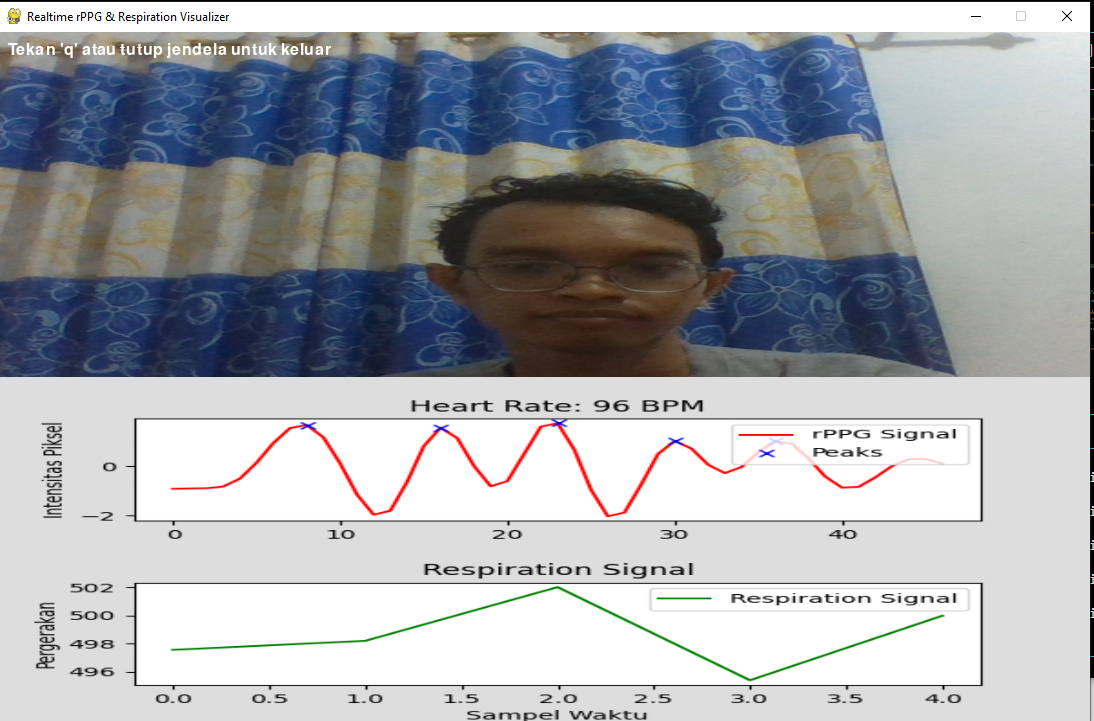 Realtime rPPG & Respiration Visualizer
Tekan 'q' atau tutup jendela untuk keluar
Heart Rate: 96 BPM
Intensitas Piksel
0
−2
rPPG Signal
Peaks
0 10 20 30 40
Respiration Signal
Pergerakan
502
500
498
496
Respiration Signal
0.0 0.5 1.0 1.5 2.0 2.5 3.0 3.5 4.0
Sampel Waktu